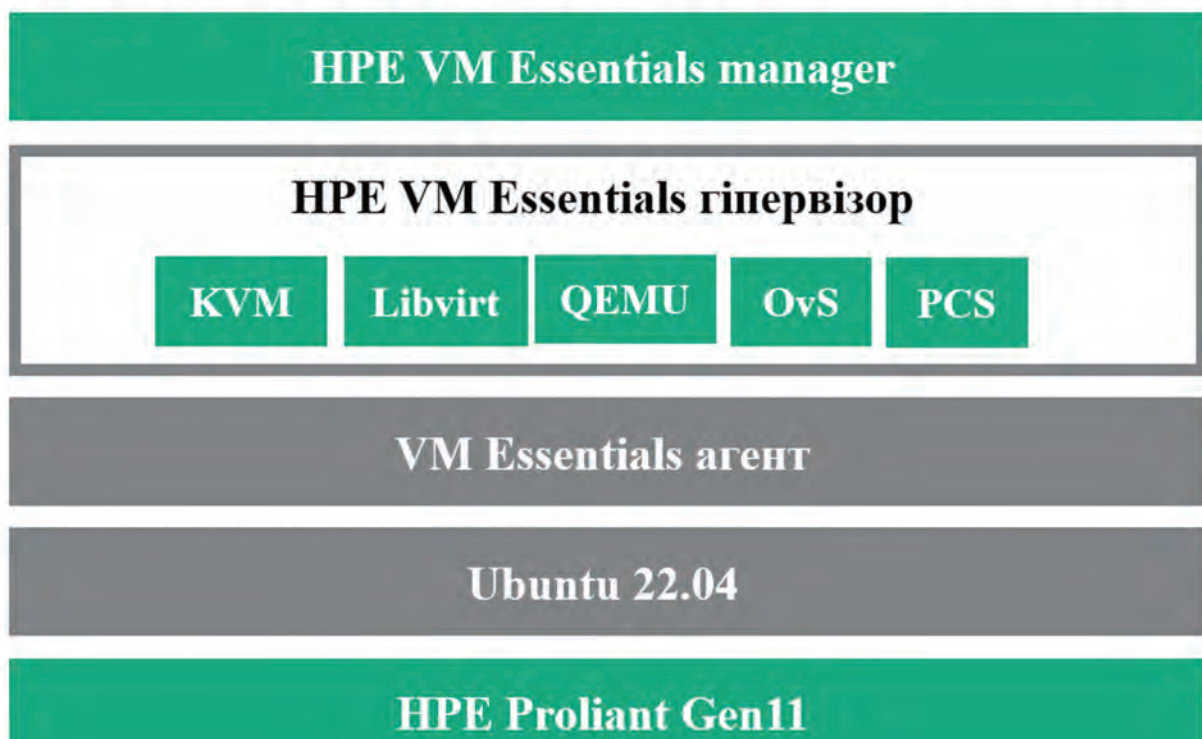 HPE VM Essentials manager
HPE VM Essentials гіпервізор
KVM Libvirt QEMU OvS PCS
VM Essentials агент
Ubuntu 22.04
HPE Proliant Gen11